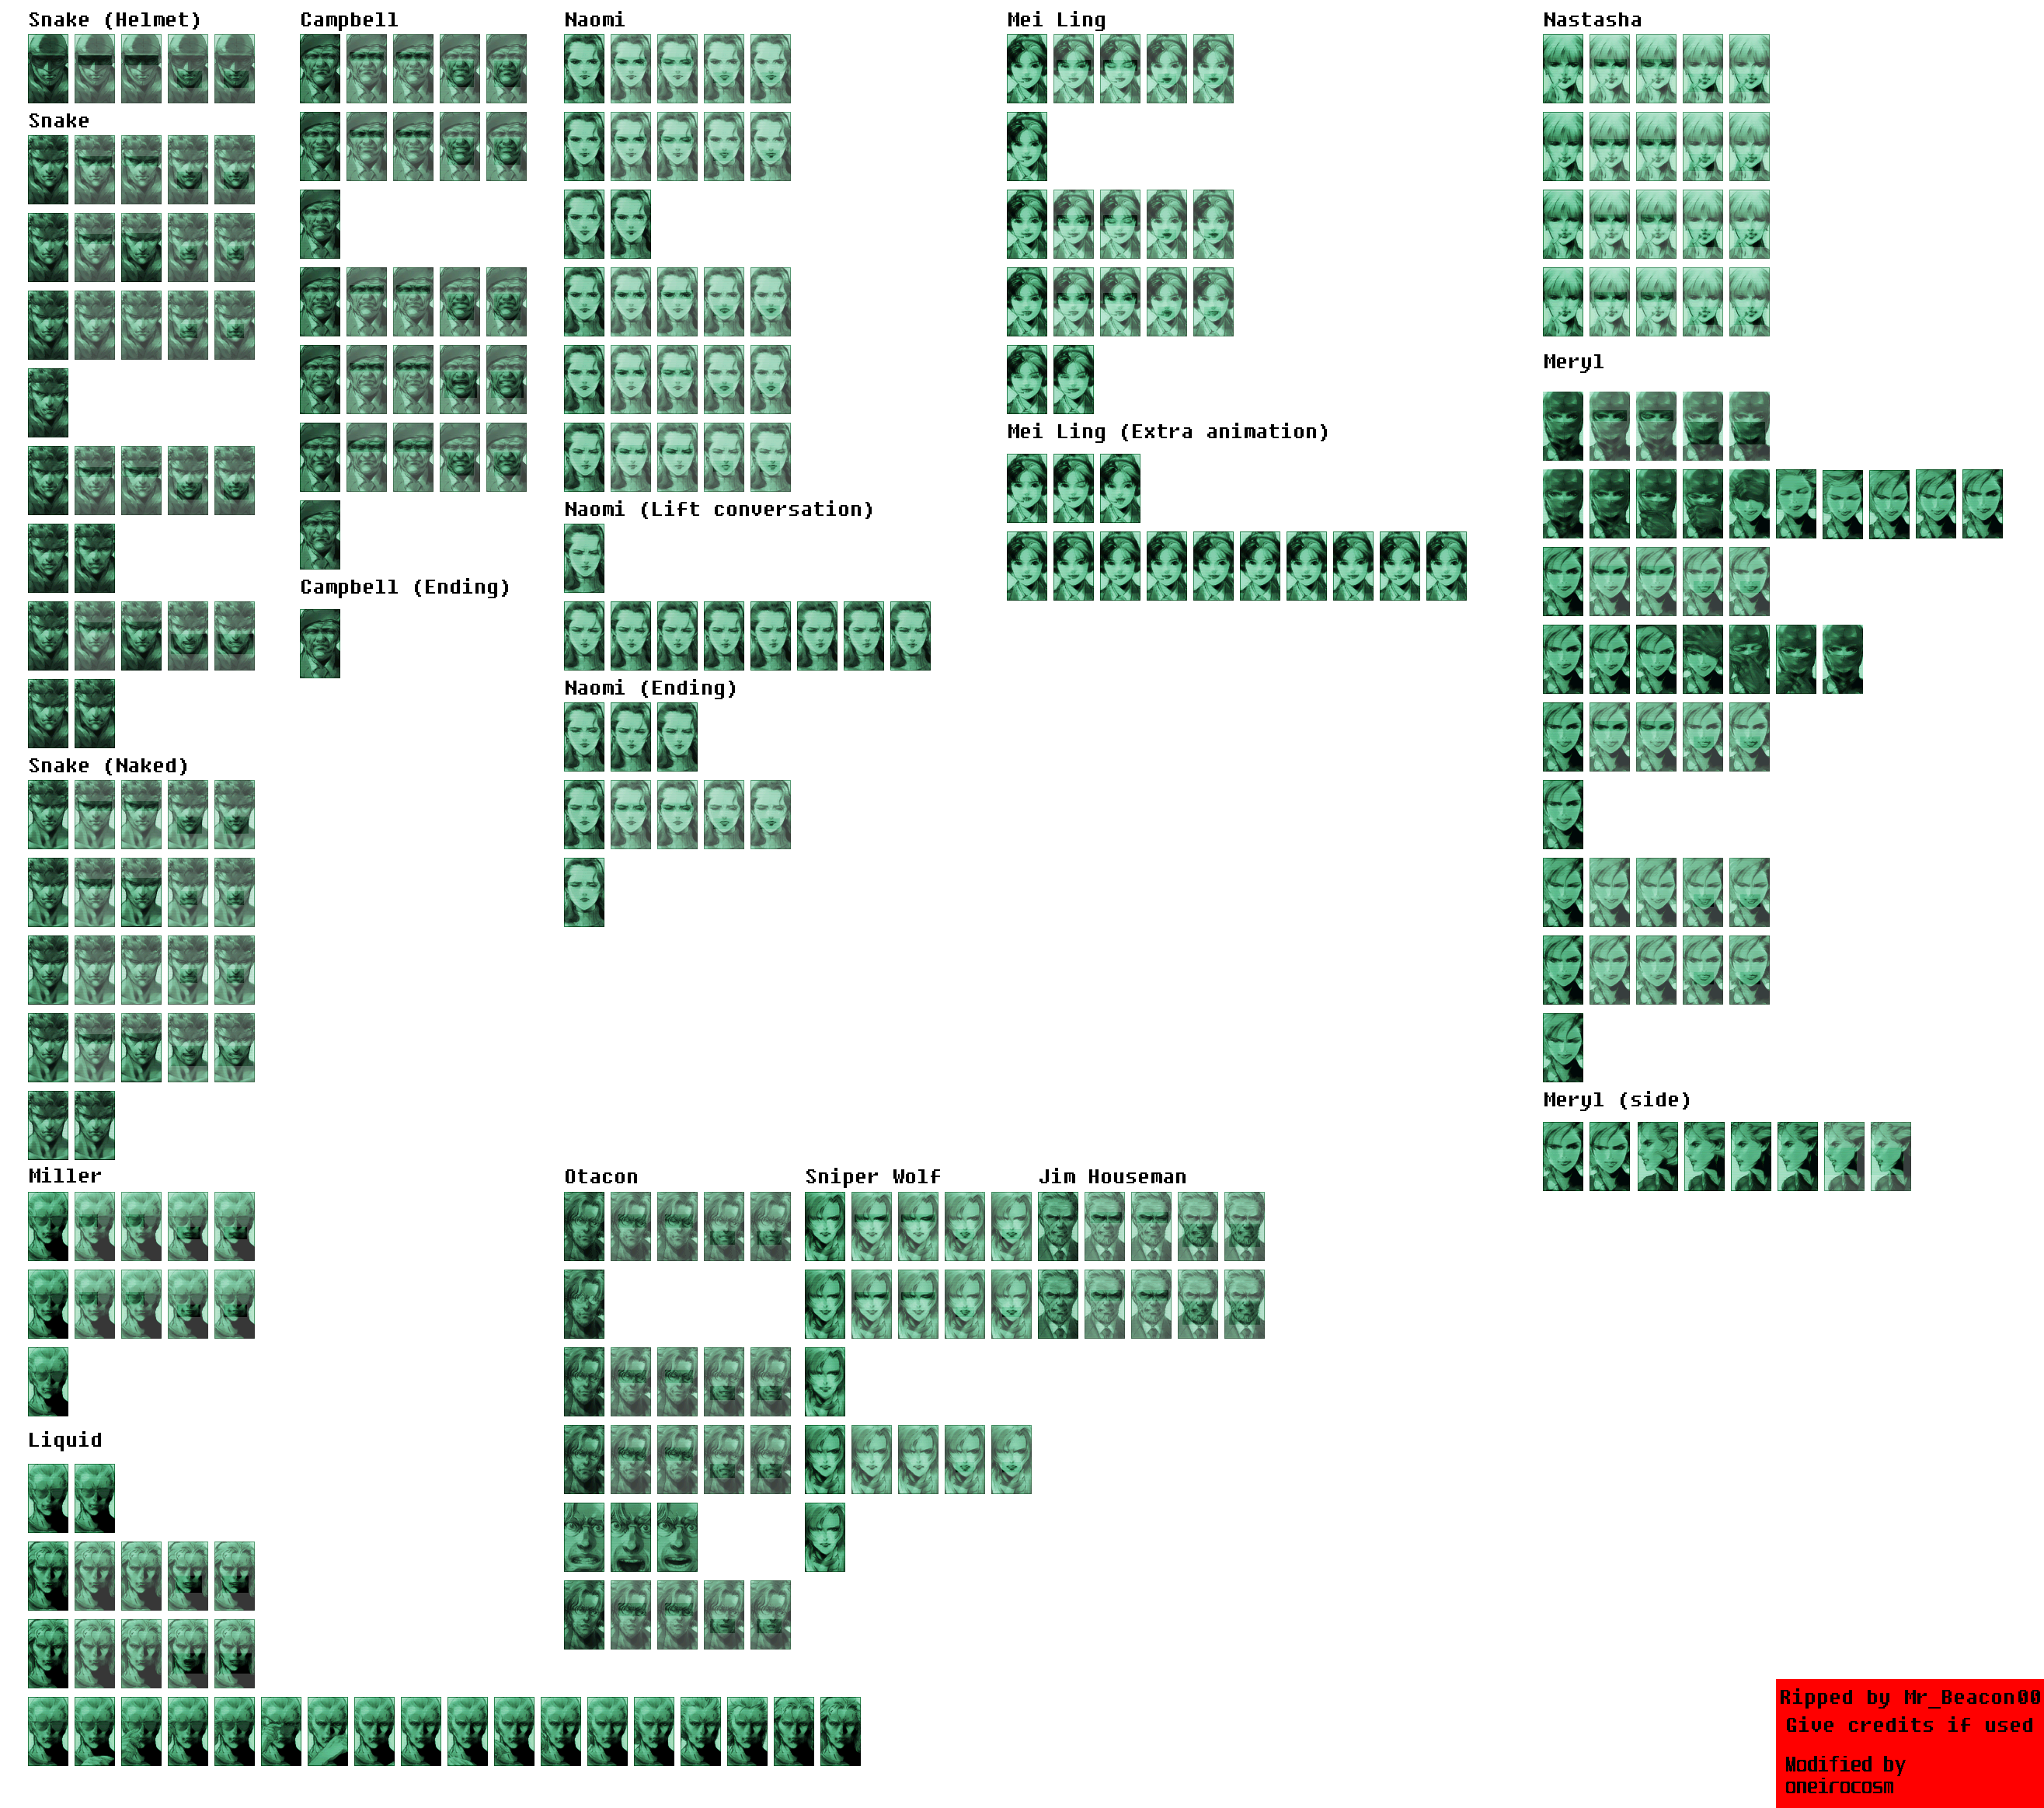 Snake (Helmet)
Campbell
Naomi
Mei Ling
Nastasha
Snake
Meryl
Mei Ling (Extra animation)
Naomi (Lift conversation)
Campbell (Ending)
Naomi (Ending)
Snake (Naked)
Meryl (side)
Miller
Otacon
Sniper Wolf
Jim Houseman
Liquid
Ripped by Mr_Beacon00
Give credits if used
Modified by
oneirocosm